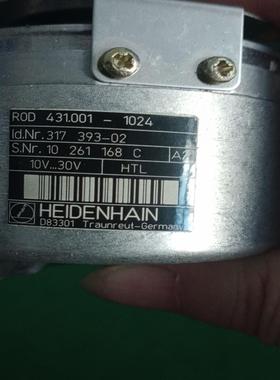 ROD 431.001 - 1024
Id.Nr. 317 393-02
S.Nr. 10 261 168 C A2
10V...30V HTL
HEIDENHAIN
D83301 Traunreut-Germany